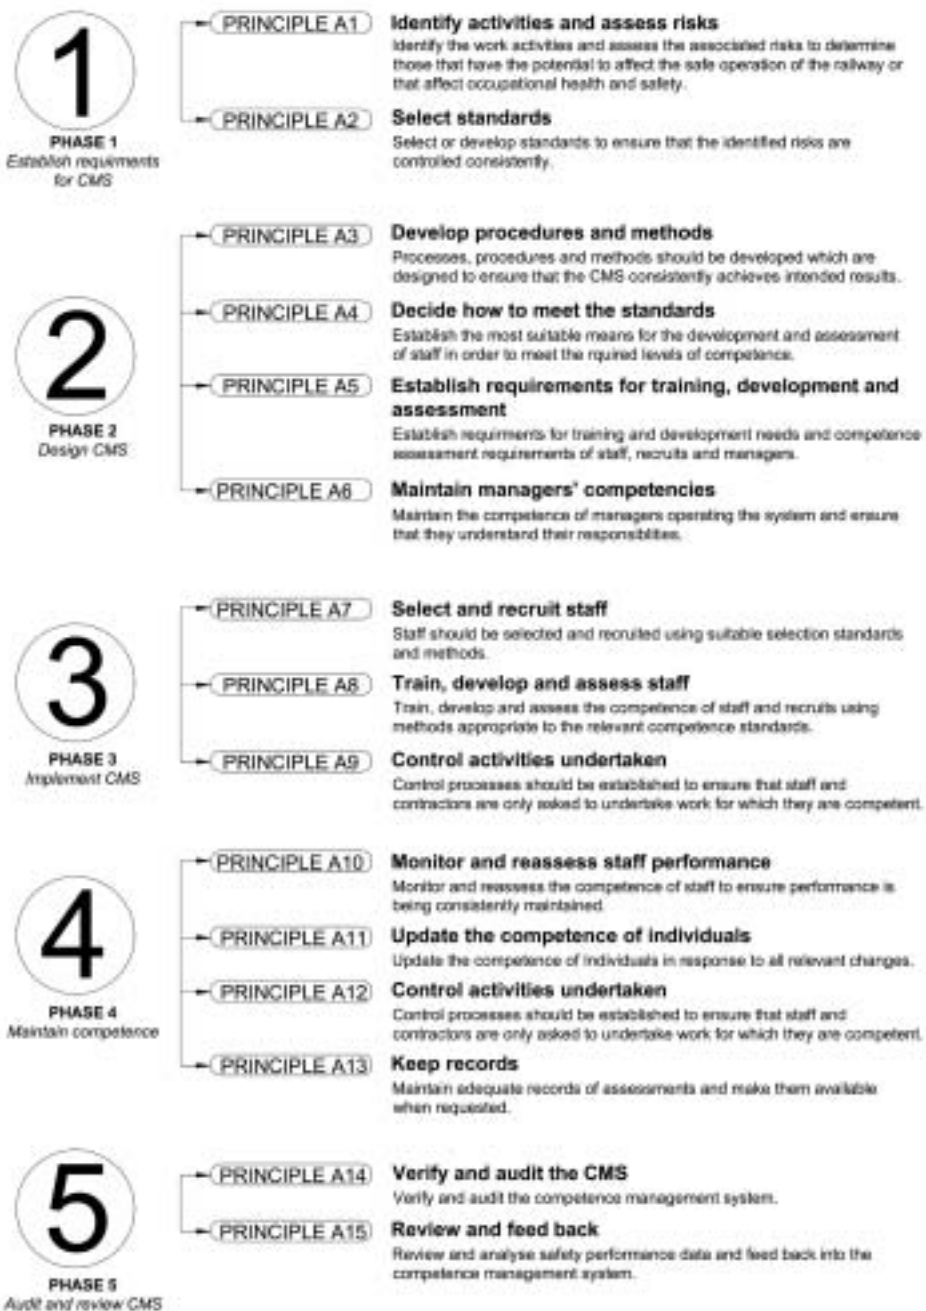 1
PHASE 1
Establish requirments
for CMS
PRINCIPLE A1
Identify activities and assess risks
Identify the work activities and assess the associated risks to determine
those that have the potential to affect the safe operation of the railway or
that affect occupational health and safety.
PRINCIPLE A2
Select standards
Select or develop standards to ensure that the identified risks are
controlled consistently.
2
PHASE 2
Design CMS
PRINCIPLE A3
Develop procedures and methods
Processes, procedures and methods should be developed which are
designed to ensure that the CMS consistently achieves intended results.
PRINCIPLE A4
Decide how to meet the standards
Establish the most suitable means for the development and assessment
of staff in order to meet the rquired levels of competence.
PRINCIPLE A5
Establish requirements for training, development and
assessment
Establish requirments for training and development needs and competence
assessment requirements of staff, recruits and managers.
PRINCIPLE A6
Maintain managers' competencies
Maintain the competence of managers operating the system and ensure
that they understand their responsiblities.
3
PHASE 3
Implement CMS
PRINCIPLE A7
Select and recruit staff
Staff should be selected and recruited using suitable selection standards
and methods.
PRINCIPLE A8
Train, develop and assess staff
Train, develop and assess the competence of staff and recruits using
methods appropriate to the relevant competence standards.
PRINCIPLE A9
Control activities undertaken
Control processes should be established to ensure that staff and
contractors are only asked to undertake work for which they are competent.
4
PHASE 4
Maintain competence
PRINCIPLE A10
Monitor and reassess staff performance
Monitor and reassess the competence of staff to ensure performance is
being consistently maintained.
PRINCIPLE A11
Update the competence of individuals
Update the competence of individuals in response to all relevant changes.
PRINCIPLE A12
Control activities undertaken
Control processes should be established to ensure that staff and
contractors are only asked to undertake work for which they are competent.
PRINCIPLE A13
Keep records
Maintain adequate records of assessments and make them available
when requested.
5
PHASE 5
Audit and review CMS
PRINCIPLE A14
Verify and audit the CMS
Verify and audit the competence management system.
PRINCIPLE A15
Review and feed back
Review and analyse safety performance data and feed back into the
competence management system.